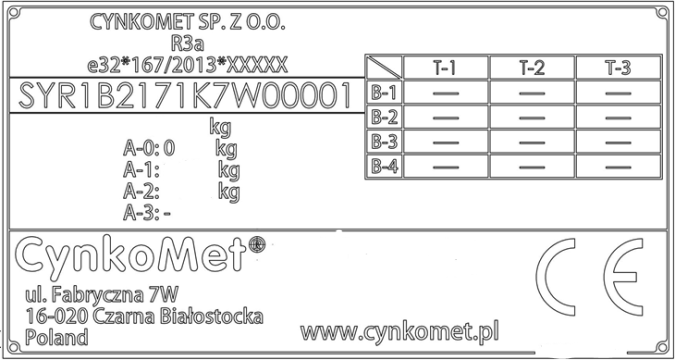 CYNKOMET SP. Z O.O.
R3a
e32*167/2013*XXXXX
SYR1B2171K7W00001
kg
A-0: 0 kg
A-1: kg
A-2: kg
A-3: -
T-1 T-2 T-3
B-1 — — —
B-2 — — —
B-3 — — —
B-4 — — —
CynkoMet®
ul. Fabryczna 7W
16-020 Czarna Białostocka
Poland
www.cynkomet.pl
CE